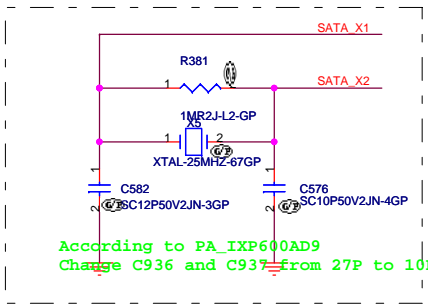 SATA_X1
R381
1
SATA_X2
1MR2J-L2-GP
X5
1
2
G/P
XTAL-25MHZ-67GP
1
1
C582
C576
2
G/P
SC12P50V2JN-3GP
2
G/P
SC10P50V2JN-4GP
According to PA_IXP600AD9
Change C936 and C937 from 27P to 10